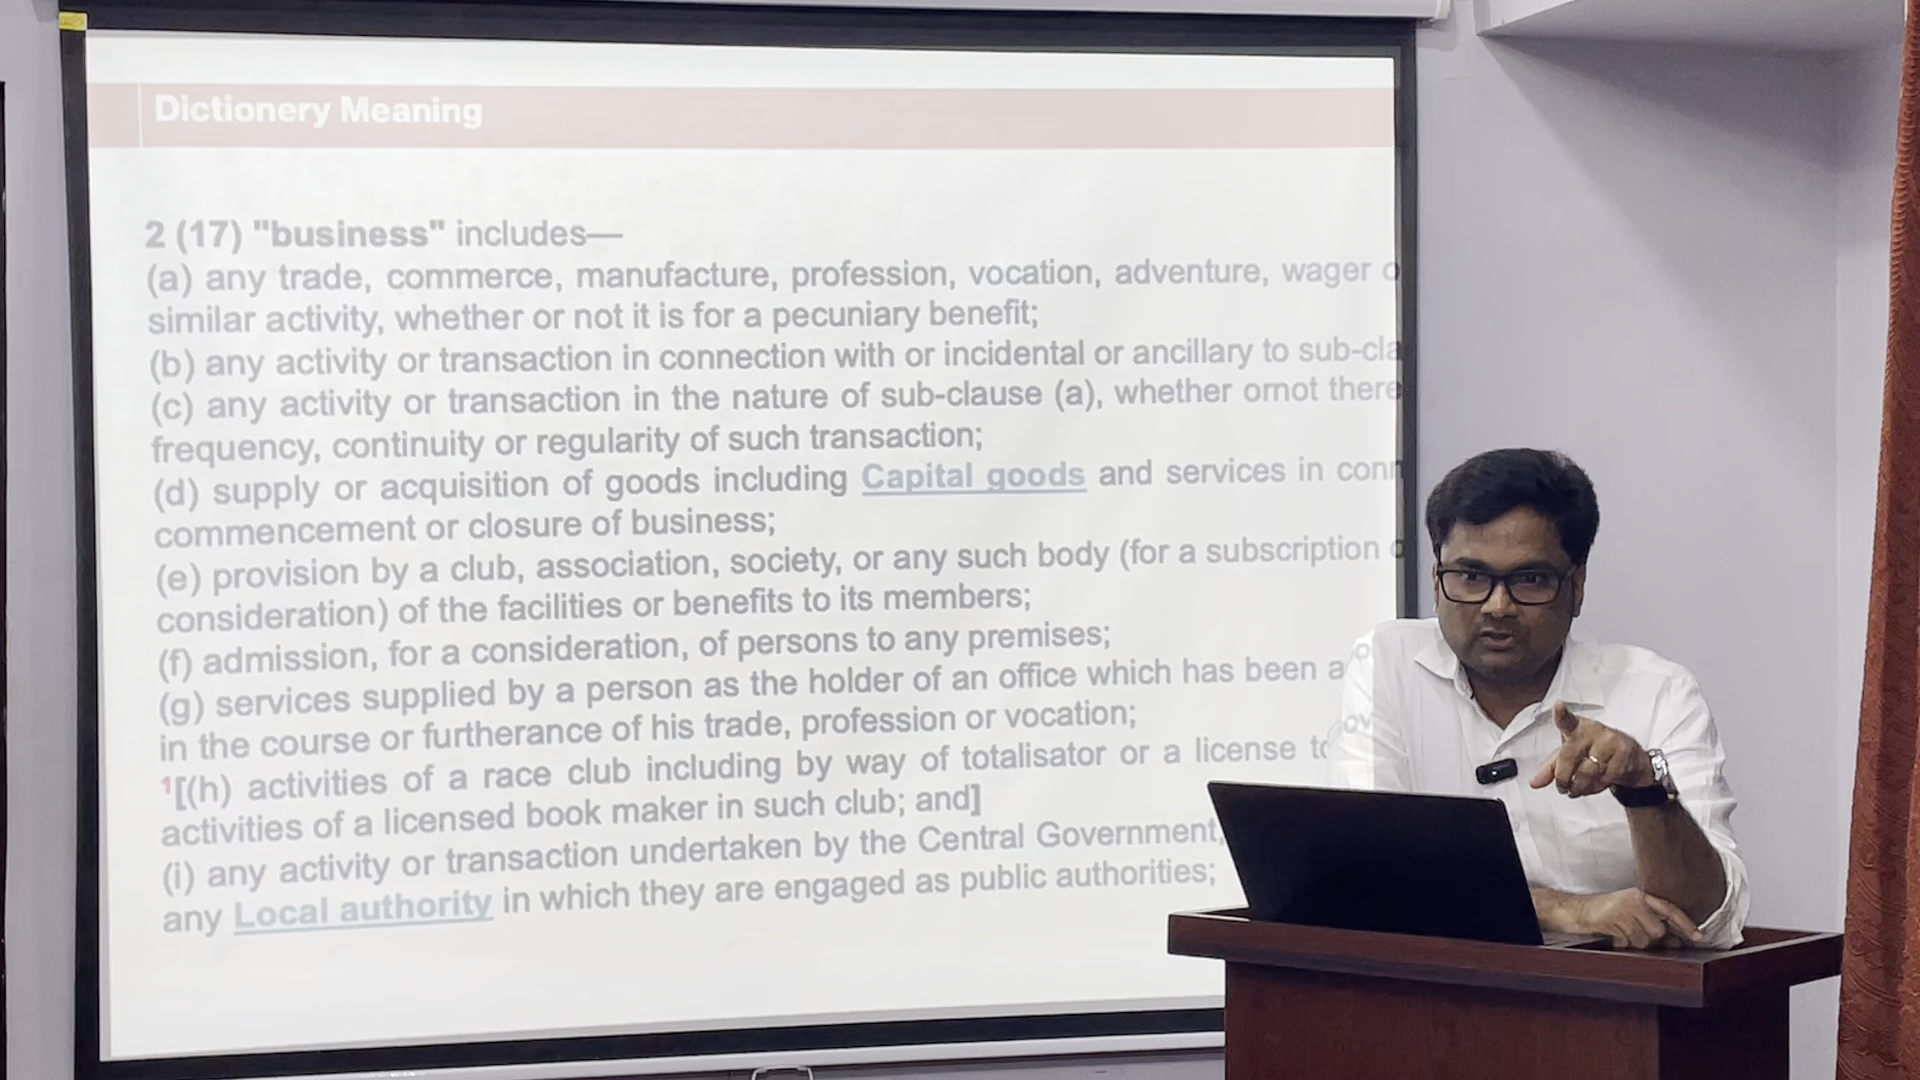 Dictionery Meaning
2 (17) "business" includes—
(a) any trade, commerce, manufacture, profession, vocation, adventure, wager o
similar activity, whether or not it is for a pecuniary benefit;
(b) any activity or transaction in connection with or incidental or ancillary to sub-cla
(c) any activity or transaction in the nature of sub-clause (a), whether ornot there
frequency, continuity or regularity of such transaction;
(d) supply or acquisition of goods including Capital goods and services in conn
commencement or closure of business;
(e) provision by a club, association, society, or any such body (for a subscription o
consideration) of the facilities or benefits to its members;
(f) admission, for a consideration, of persons to any premises;
(g) services supplied by a person as the holder of an office which has been a
in the course or furtherance of his trade, profession or vocation;
1[(h) activities of a race club including by way of totalisator or a license to
activities of a licensed book maker in such club; and]
(i) any activity or transaction undertaken by the Central Government,
any Local authority in which they are engaged as public authorities;